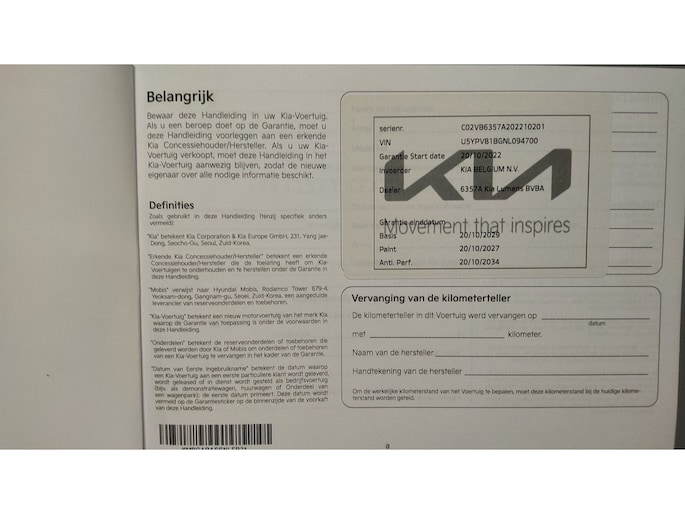 Belangrijk
Bewaar deze Handleiding in uw Kia-Voertuig.
Als u een beroep doet op de Garantie, moet u
deze Handleiding voorleggen aan een erkende
Kia Concessiehouder/Hersteller. Als u uw Kia-
Voertuig verkoopt, moet deze Handleiding in het
Kia-Voertuig aanwezig blijven, zodat de nieuwe
eigenaar over alle nodige informatie beschikt.
Definities
Zoals gebruikt in deze Handleiding (tenzij specifiek anders
vermeld):
"Kia" betekent Kia Corporation & Kia Europe GmbH, 231, Yang jae-
Dong, Seocho-Gu, Seoul, Zuid-Korea.
"Erkende Kia Concessiehouder/Hersteller" betekent een erkende
Concessiehouder/Hersteller die de toelating heeft om Kia-
Voertuigen te onderhouden en te herstellen onder de Garantie in
deze Handleiding.
"Mobis" verwijst naar Hyundai Mobis, Rodamco Tower 679-4,
Yeoksam-dong, Gangnam-gu, Seoel, Zuid-Korea, een aangeduide
leverancier van reserveonderdelen en toebehoren.
"Kia-Voertuig" betekent een nieuw motorvoertuig van het merk Kia
waarop de Garantie van toepassing is onder de voorwaarden in
deze Handleiding.
"Onderdelen" betekent de reserveonderdelen of toebehoren die
geleverd worden door Kia of Mobis om onderdelen of toebehoren
van een Kia-Voertuig te vervangen in het kader van de Garantie.
"Datum van Eerste Ingebruikname" betekent de datum waarop
een Kia-Voertuig aan een eerste particuliere klant wordt geleverd,
wordt geleased of in dienst wordt gesteld als bedrijfsvoertuig
(bijv. als demonstratiewagen, huurwagen of Onderdeel van
een wagenpark); de eerste datum primeert. Deze datum wordt
vermeld op de Garantiesticker op de binnenzijde van de voorkaft
van deze Handleiding.
serienr. C02VB6357A202210201
VIN U5YPVB1BGNL094700
Garantie Start date 20/10/2022
Invoerder KIA BELGIUM N.V.
KIA
Dealer 6357A Kia Lumens BVBA
Garantie einddatum
Movement that inspires
Basis 20/10/2029
Paint 20/10/2027
Anti. Perf. 20/10/2034
Vervanging van de kilometerteller
De kilometerteller in dit Voertuig werd vervangen op
datum
met kilometer.
Naam van de hersteller
Handtekening van de hersteller
Om de werkelijke kilometerstand van het Voertuig te bepalen, moet deze kilometerstand bij de huidige kilome-
terstand worden geteld.
a